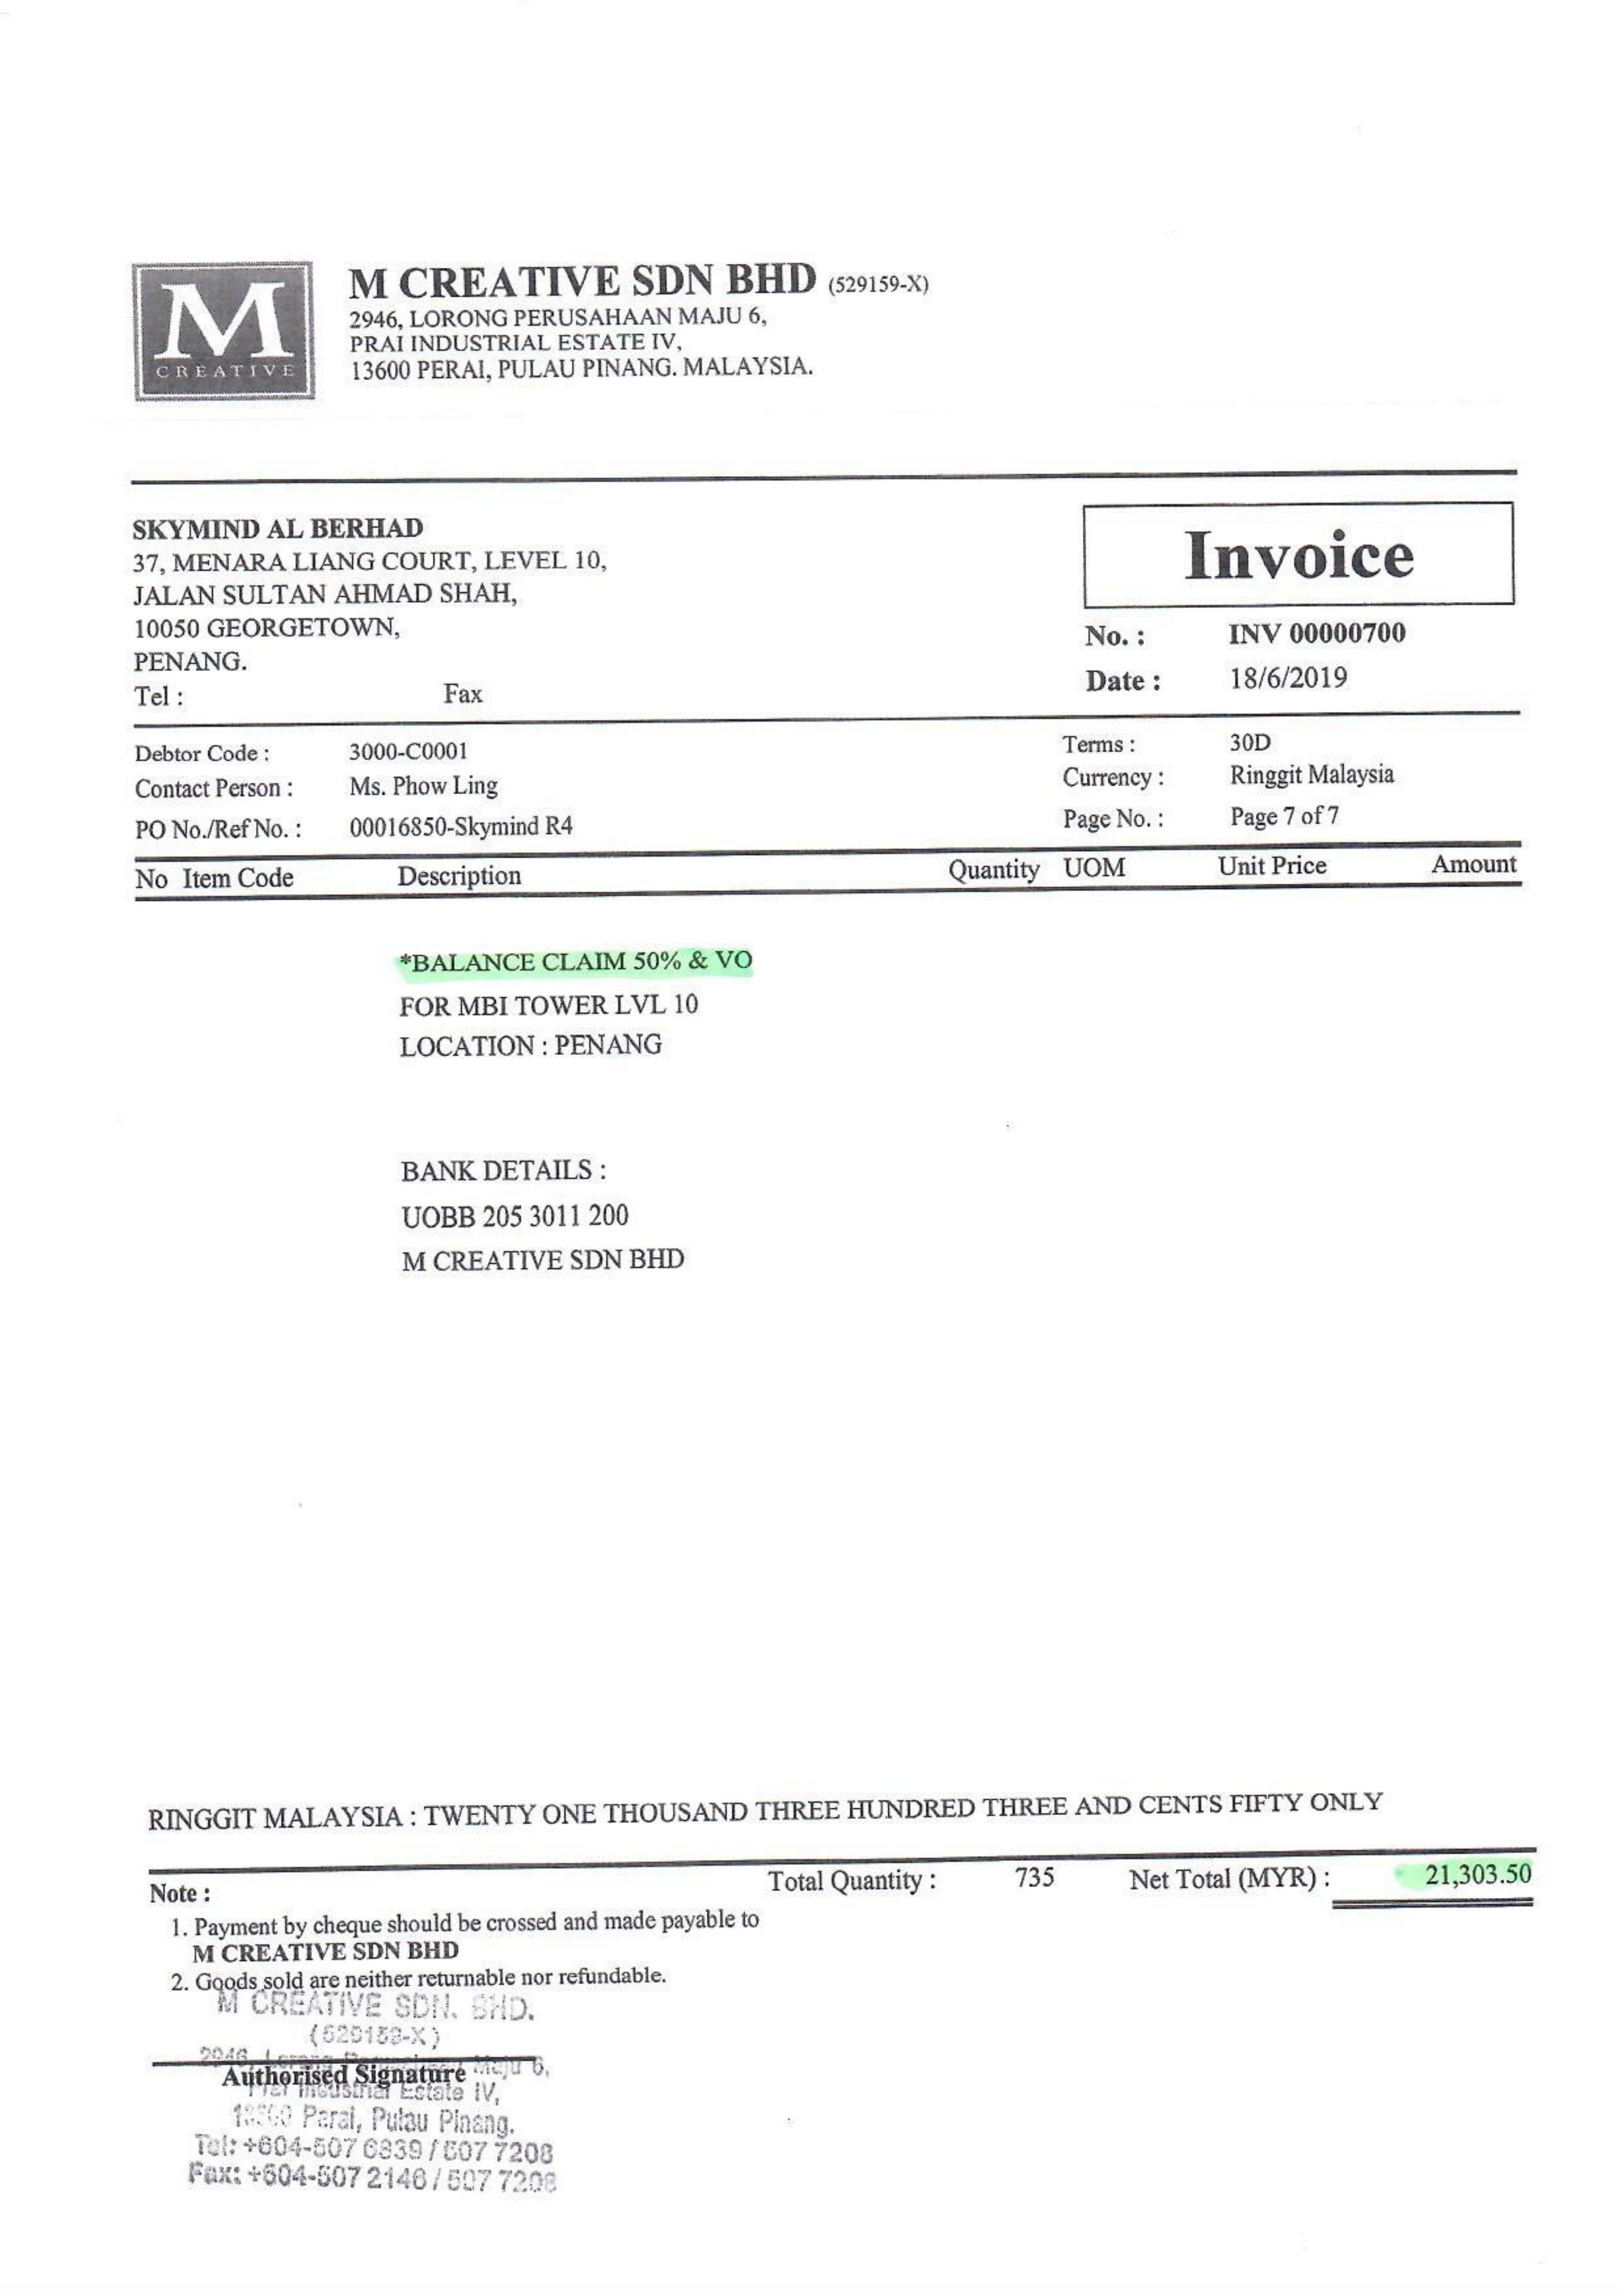 M
CREATIVE
M CREATIVE SDN BHD (529159-X)
2946, LORONG PERUSAHAAN MAJU 6,
PRAI INDUSTRIAL ESTATE IV,
13600 PERAI, PULAU PINANG. MALAYSIA.
SKYMIND AL BERHAD
37, MENARA LIANG COURT, LEVEL 10,
JALAN SULTAN AHMAD SHAH,
10050 GEORGETOWN,
PENANG.
Tel : Fax
Invoice
No. : INV 00000700
Date : 18/6/2019
Debtor Code : 3000-C0001
Contact Person : Ms. Phow Ling
PO No./Ref No. : 00016850-Skymind R4
Terms : 30D
Currency : Ringgit Malaysia
Page No. : Page 7 of 7
No Item Code Description Quantity UOM Unit Price Amount
*BALANCE CLAIM 50% & VO
FOR MBI TOWER LVL 10
LOCATION : PENANG
BANK DETAILS :
UOBB 205 3011 200
M CREATIVE SDN BHD
RINGGIT MALAYSIA : TWENTY ONE THOUSAND THREE HUNDRED THREE AND CENTS FIFTY ONLY
Note : Total Quantity : 735 Net Total (MYR) : 21,303.50
1. Payment by cheque should be crossed and made payable to
M CREATIVE SDN BHD
2. Goods sold are neither returnable nor refundable.
M CREATIVE SDN. BHD.
Maju 6,
Authorised Signature
Estate IV,
Perai, Pulau Pinang.
Tel: +604-507 6839 / 507 7208
Fax: +604-507 2146 / 507 7208